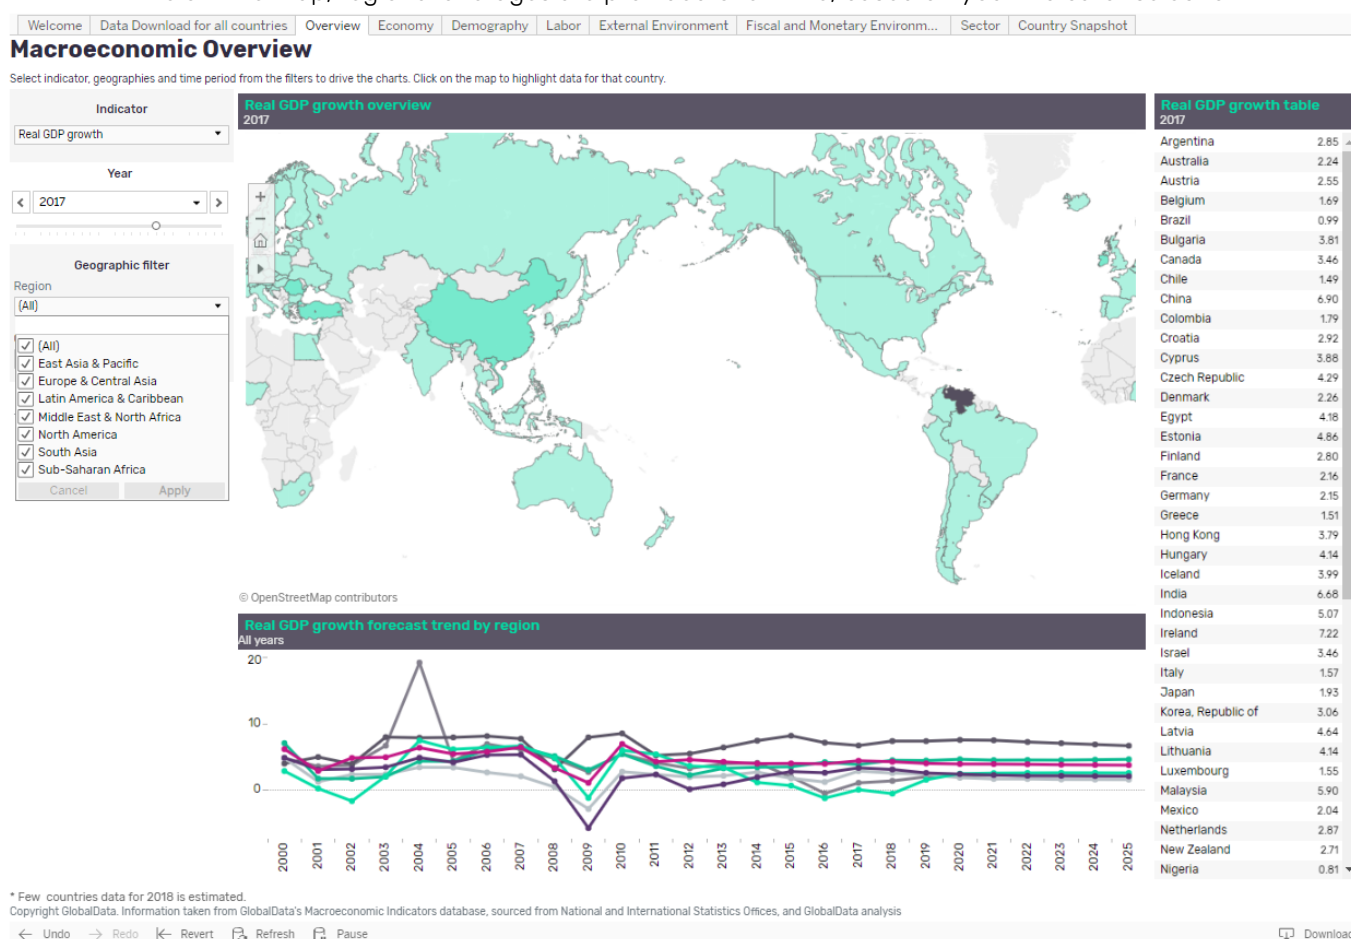 Welcome
Data Download for all countries
Overview
Economy
Demography
Labor
External Environment
Fiscal and Monetary Environm...
Sector
Country Snapshot
Macroeconomic Overview
Select indicator, geographies and time period from the filters to drive the charts. Click on the map to highlight data for that country.
Indicator
Real GDP growth
Year
2017
Geographic filter
Region
(All)
(All)
East Asia & Pacific
Europe & Central Asia
Latin America & Caribbean
Middle East & North Africa
North America
South Asia
Sub-Saharan Africa
Cancel Apply
Real GDP growth overview
2017
© OpenStreetMap contributors
Real GDP growth forecast trend by region
All years
20
10
0
2000 2001 2002 2003 2004 2005 2006 2007 2008 2009 2010 2011 2012 2013 2014 2015 2016 2017 2018 2019 2020 2021 2022 2023 2024 2025
Real GDP growth table
2017
Argentina 2.85
Australia 2.24
Austria 2.55
Belgium 1.69
Brazil 0.99
Bulgaria 3.81
Canada 3.46
Chile 1.49
China 6.90
Colombia 1.79
Croatia 2.92
Cyprus 3.88
Czech Republic 4.29
Denmark 2.26
Egypt 4.18
Estonia 4.86
Finland 2.80
France 2.16
Germany 2.15
Greece 1.51
Hong Kong 3.79
Hungary 4.14
Iceland 3.99
India 6.68
Indonesia 5.07
Ireland 7.22
Israel 3.46
Italy 1.57
Japan 1.93
Korea, Republic of 3.06
Latvia 4.64
Lithuania 4.14
Luxembourg 1.55
Malaysia 5.90
Mexico 2.04
Netherlands 2.87
New Zealand 2.71
Nigeria 0.81
* Few countries data for 2018 is estimated.
Copyright GlobalData. Information taken from GlobalData's Macroeconomic Indicators database, sourced from National and International Statistics Offices, and GlobalData analysis
Undo Redo Revert Refresh Pause Download